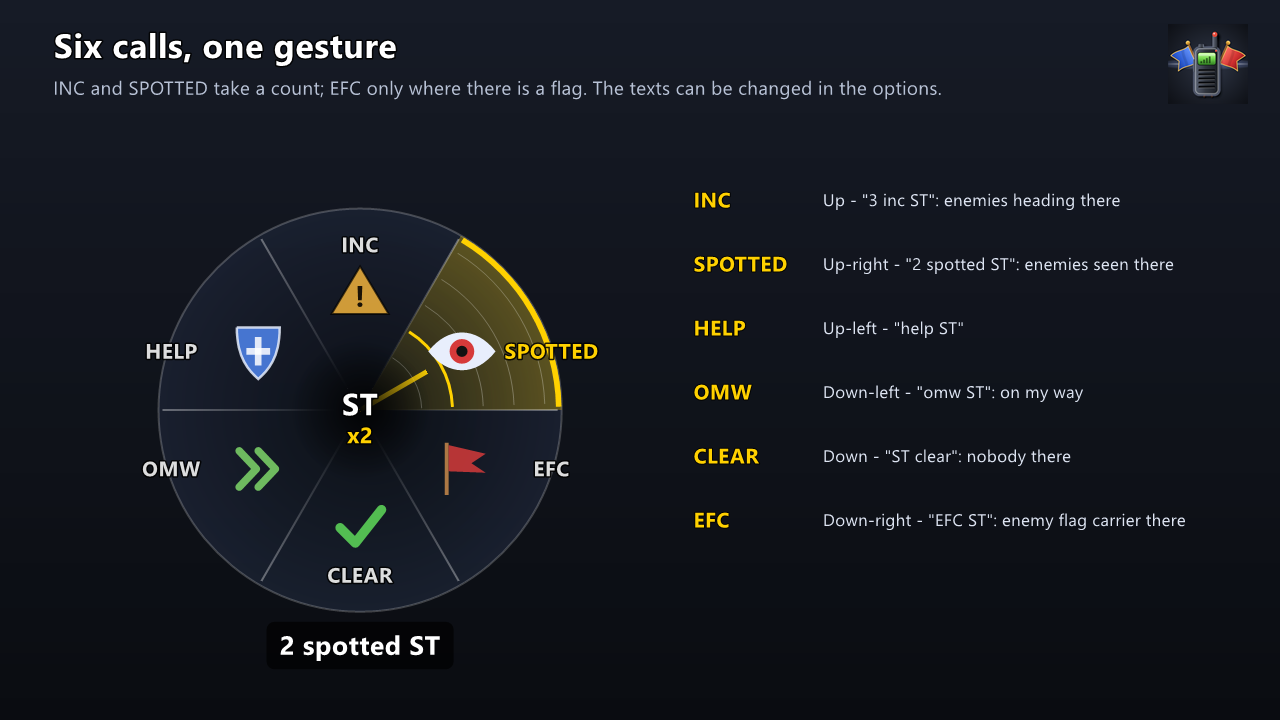 Six calls, one gesture
INC and SPOTTED take a count; EFC only where there is a flag. The texts can be changed in the options.
INC
HELP
SPOTTED
ST
x2
OMW
EFC
CLEAR
2 spotted ST
INC Up - "3 inc ST": enemies heading there
SPOTTED Up-right - "2 spotted ST": enemies seen there
HELP Up-left - "help ST"
OMW Down-left - "omw ST": on my way
CLEAR Down - "ST clear": nobody there
EFC Down-right - "EFC ST": enemy flag carrier there